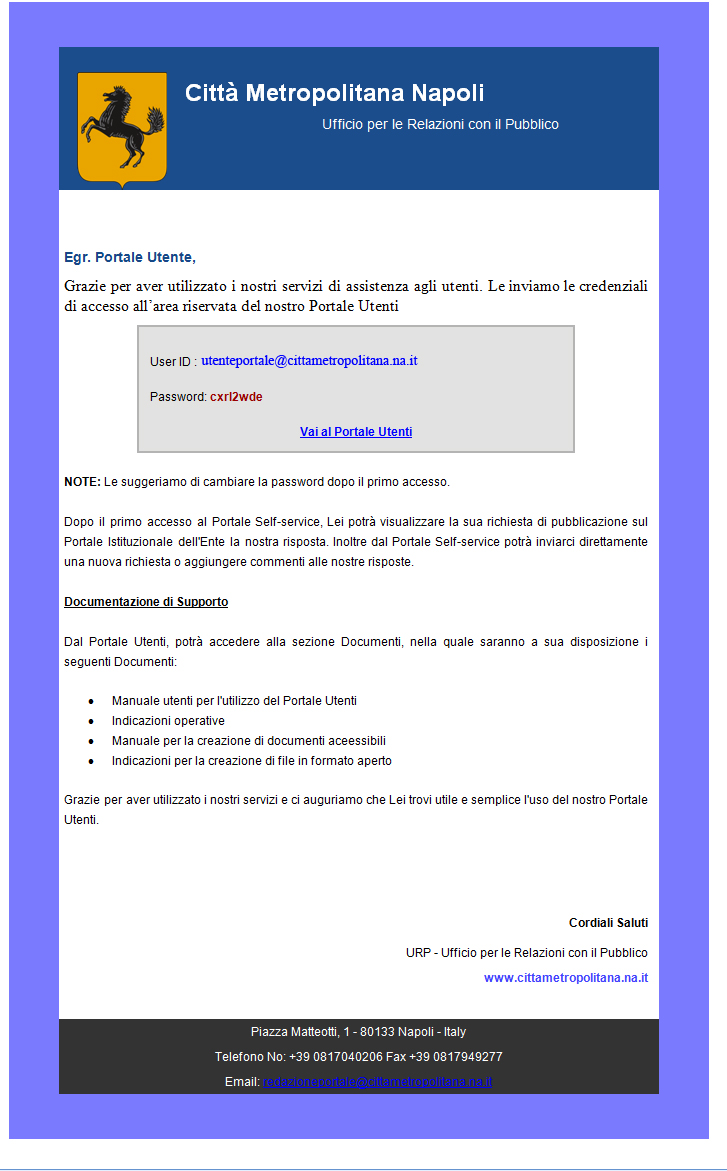 Città Metropolitana Napoli
Ufficio per le Relazioni con il Pubblico
Egr. Portale Utente,
Grazie per aver utilizzato i nostri servizi di assistenza agli utenti. Le inviamo le credenziali
di accesso all’area riservata del nostro Portale Utenti
User ID : utenteportale@cittametropolitana.na.it
Password: cxrl2wde
Vai al Portale Utenti
NOTE: Le suggeriamo di cambiare la password dopo il primo accesso.
Dopo il primo accesso al Portale Self-service, Lei potrà visualizzare la sua richiesta di pubblicazione sul
Portale Istituzionale dell'Ente la nostra risposta. Inoltre dal Portale Self-service potrà inviarci direttamente
una nuova richiesta o aggiungere commenti alle nostre risposte.
Documentazione di Supporto
Dal Portale Utenti, potrà accedere alla sezione Documenti, nella quale saranno a sua disposizione i
seguenti Documenti:
• Manuale utenti per l'utilizzo del Portale Utenti
• Indicazioni operative
• Manuale per la creazione di documenti aceessibili
• Indicazioni per la creazione di file in formato aperto
Grazie per aver utilizzato i nostri servizi e ci auguriamo che Lei trovi utile e semplice l'uso del nostro Portale
Utenti.
Cordiali Saluti
URP - Ufficio per le Relazioni con il Pubblico
www.cittametropolitana.na.it
Piazza Matteotti, 1 - 80133 Napoli - Italy
Telefono No: +39 0817040206 Fax +39 0817949277
Email: redazioneportale@cittametropolitana.na.it